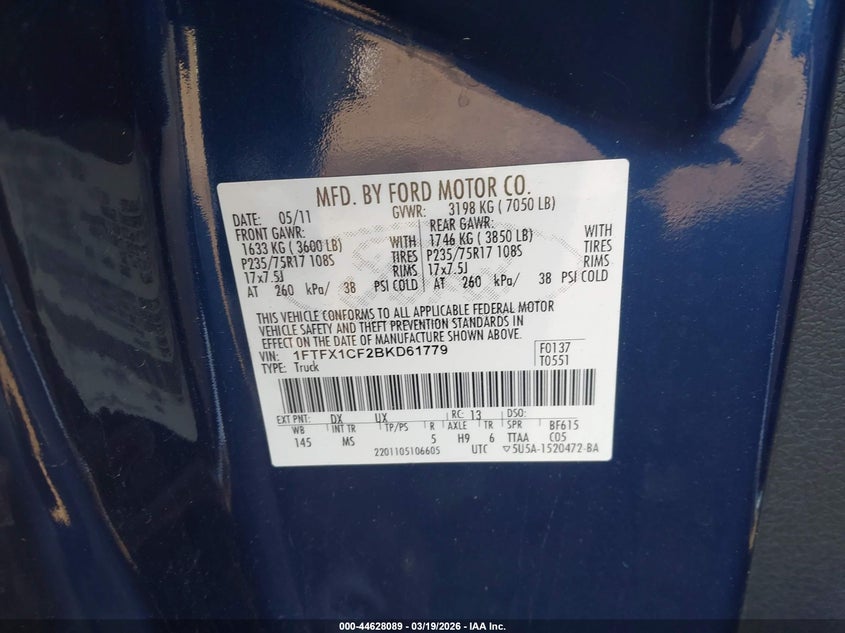 MFD. BY FORD MOTOR CO.
DATE: 05/11 GVWR: 3198 KG ( 7050 LB)
FRONT GAWR: REAR GAWR:
1633 KG ( 3600 LB) WITH 1746 KG ( 3850 LB) WITH
P235/75R17 108S TIRES P235/75R17 108S TIRES
17x7.5J RIMS 17x7.5J RIMS
AT 260 kPa/ 38 PSI COLD AT 260 kPa/ 38 PSI COLD
THIS VEHICLE CONFORMS TO ALL APPLICABLE FEDERAL MOTOR
VEHICLE SAFETY AND THEFT PREVENTION STANDARDS IN
EFFECT ON THE DATE OF MANUFACTURE SHOWN ABOVE.
VIN: 1FTFX1CF2BKD61779 F0137
TYPE: Truck T0551
EXT PNT: DX UX RC: 13 DSO:
WB INT TR TP/PS R AXLE TR SPR BF615
145 MS 5 H9 6 TTAA C05
2201105106605 UTC ▽5U5A-1520472-BA
000-44628089 - 03/19/2026 - IAA Inc.